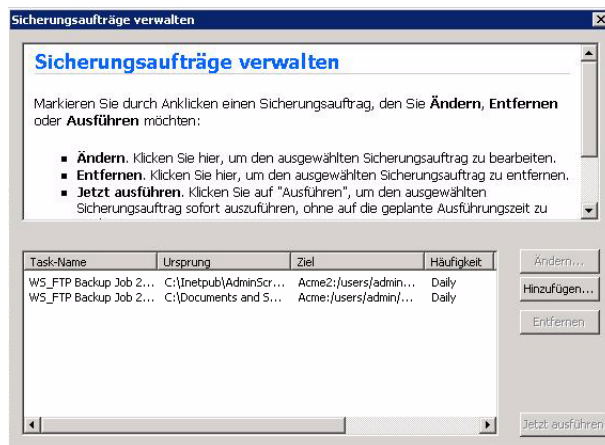 Sicherungsaufträge verwalten
Sicherungsaufträge verwalten
Markieren Sie durch Anklicken einen Sicherungsauftrag, den Sie Ändern, Entfernen
oder Ausführen möchten:
Ändern. Klicken Sie hier, um den ausgewählten Sicherungsauftrag zu bearbeiten.
Entfernen. Klicken Sie hier, um den ausgewählten Sicherungsauftrag zu entfernen.
Jetzt ausführen. Klicken Sie auf "Ausführen", um den ausgewählten
Sicherungsauftrag sofort auszuführen, ohne auf die geplante Ausführungszeit zu
Task-Name Ursprung Ziel Häufigkeit
WS_FTP Backup Job 2... C:\Inetpub\AdminScr... Acme2:/users/admin... Daily
WS_FTP Backup Job 2... C:\Documents and S... Acme:/users/admin/... Daily
Ändern...
Hinzufügen...
Entfernen
Jetzt ausführen